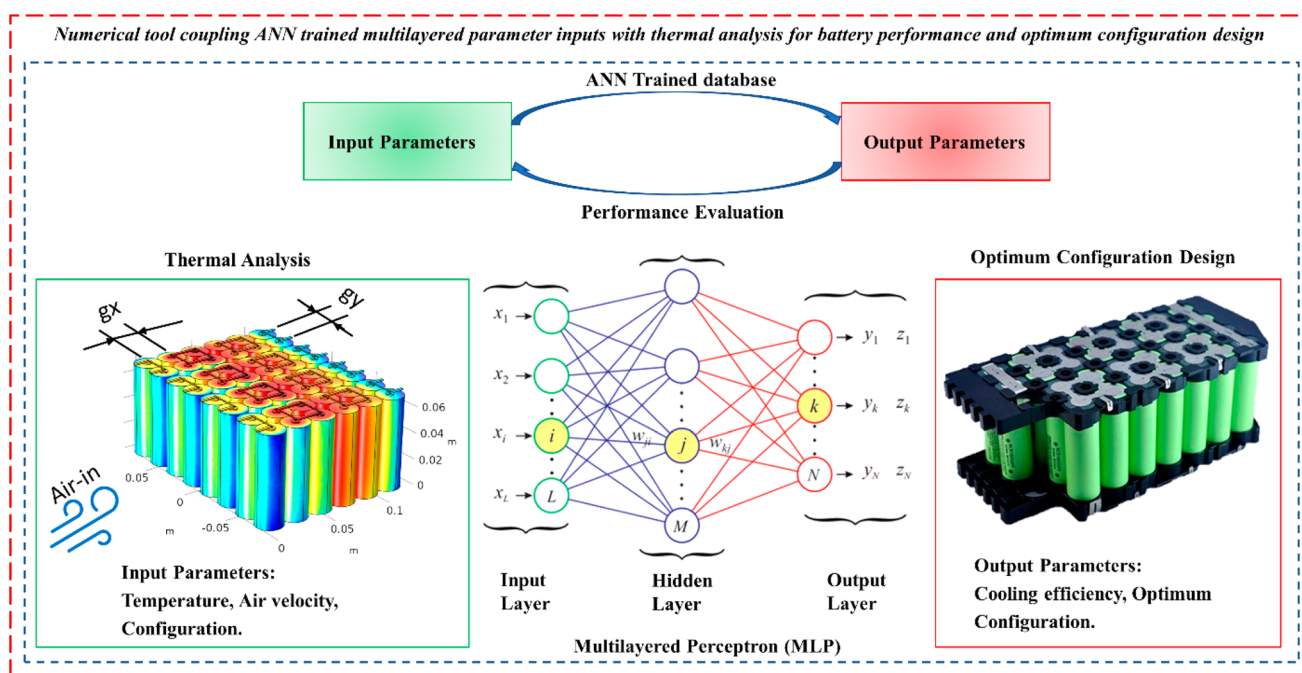 Numerical tool coupling ANN trained multilayered parameter inputs with thermal analysis for battery performance and optimum configuration design
ANN Trained database
Input Parameters
Output Parameters
Performance Evaluation
Thermal Analysis
gx
gy
0.06
0.04
0.02
0
m
0.05
0
-0.05
m
0
0.05
0.1
m
Air-in
Input Parameters:
Temperature, Air velocity,
Configuration.
x1
x2
xi
xL
i
L
wji
j
M
wkj
k
N
y1 z1
yk zk
yN zN
Input
Layer
Hidden
Layer
Output
Layer
Multilayered Perceptron (MLP)
Optimum Configuration Design
Output Parameters:
Cooling efficiency, Optimum
Configuration.